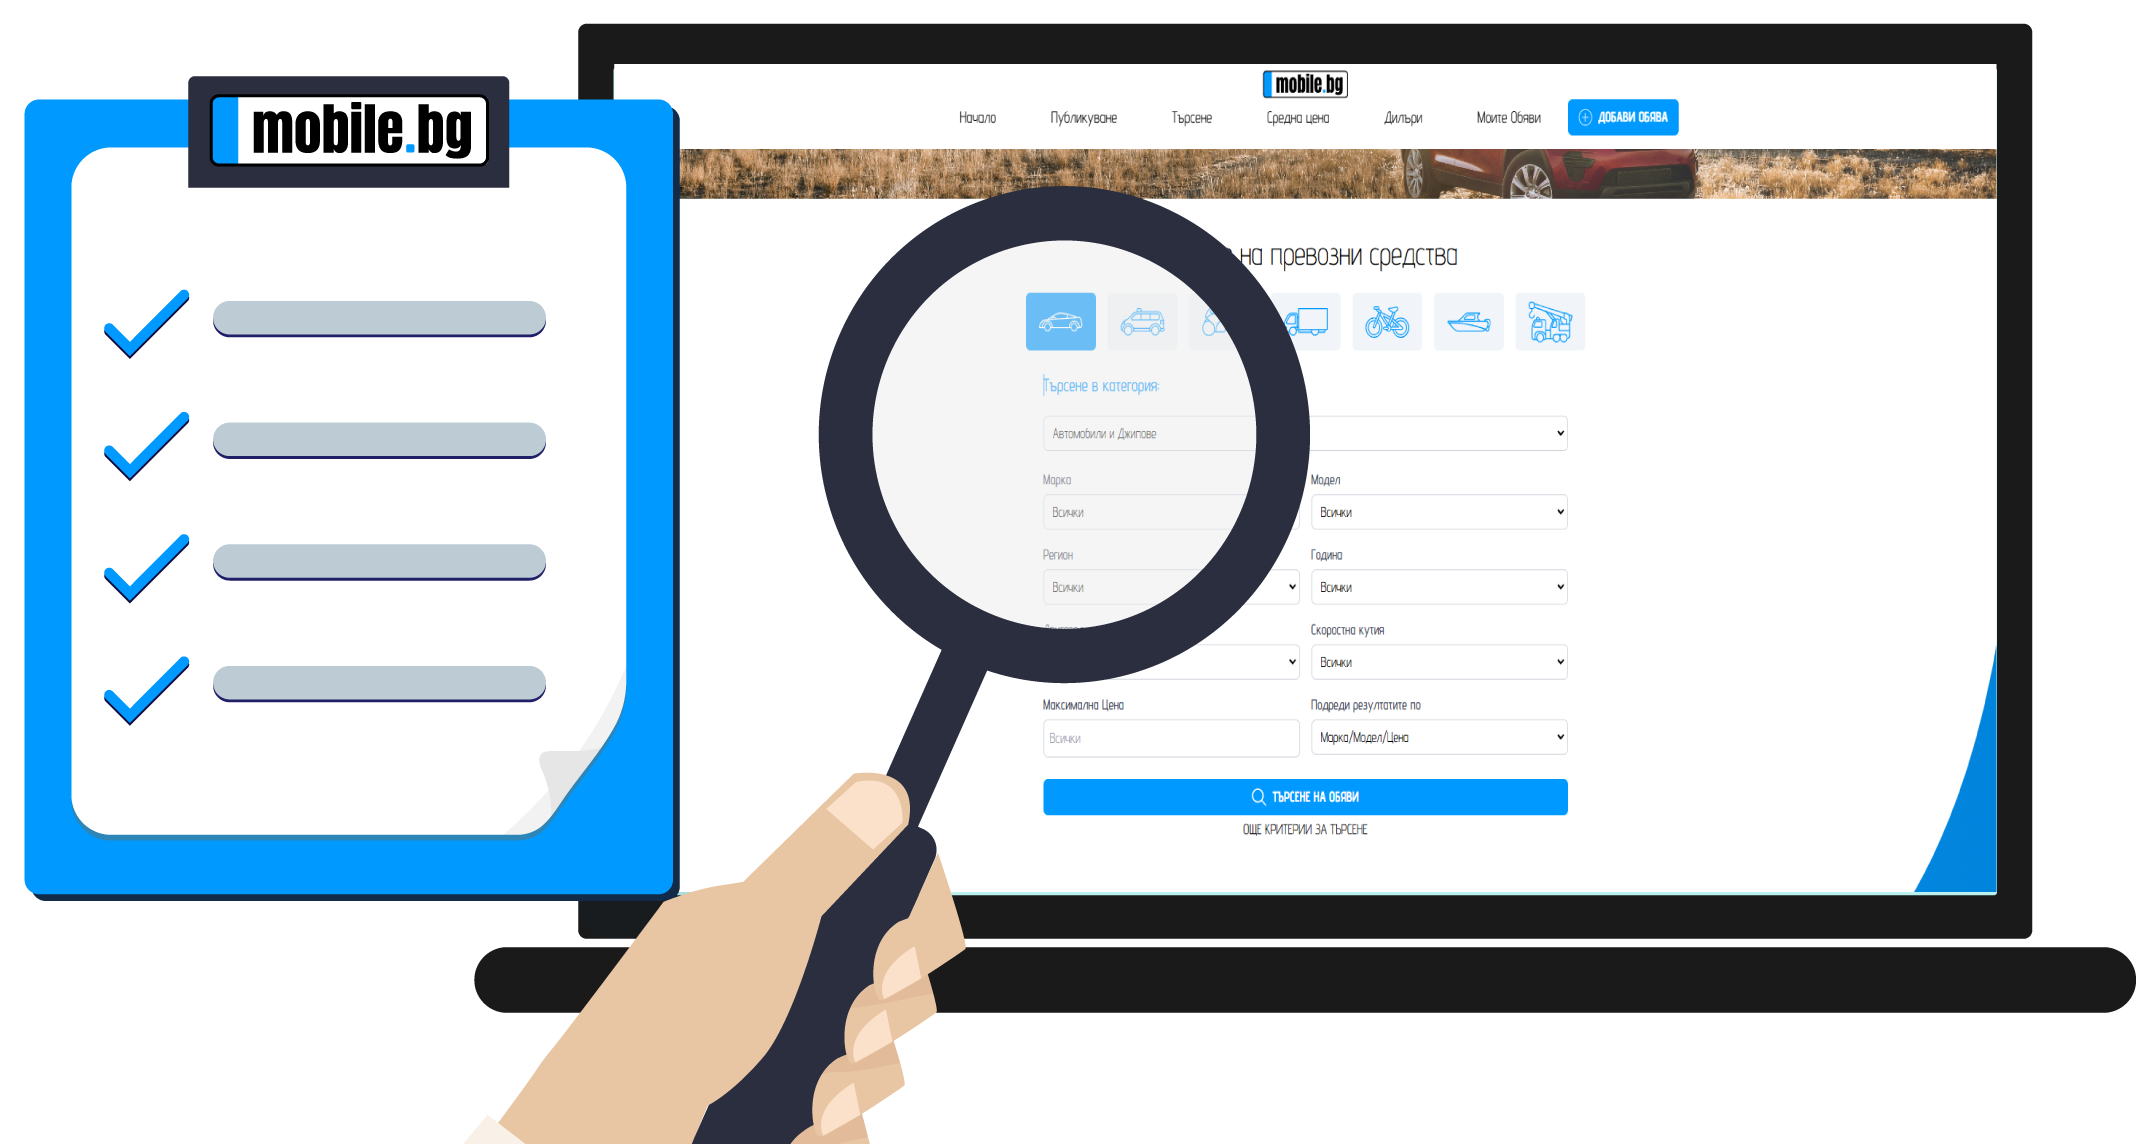 mobile.bg
mobile.bg
Начало Публикуване Търсене Средна цена Дилъри Моите Обяви ДОБАВИ ОБЯВА
на превозни средства
Търсене в категория:
Автомобили и Джипове
Марка Модел
Всички Всички
Регион Година
Всички Всички
Скоростна кутия
Всички
Максимална Цена Подреди резултатите по
Всички Марка/Модел/Цена
ТЪРСЕНЕ НА ОБЯВИ
ОЩЕ КРИТЕРИИ ЗА ТЪРСЕНЕ